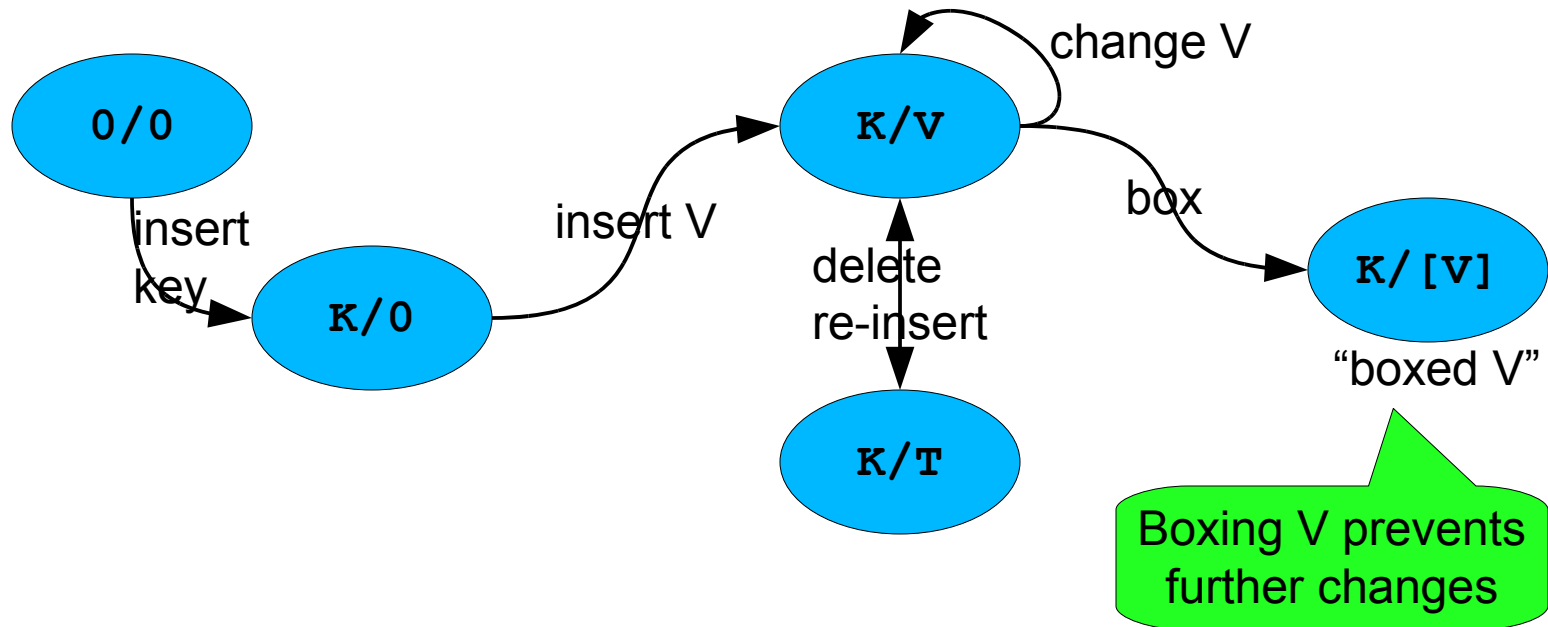 change V
0/0
K/V
insert
key
insert V
box
delete
re-insert
K/0
K/[V]
“boxed V”
K/T
Boxing V prevents
further changes